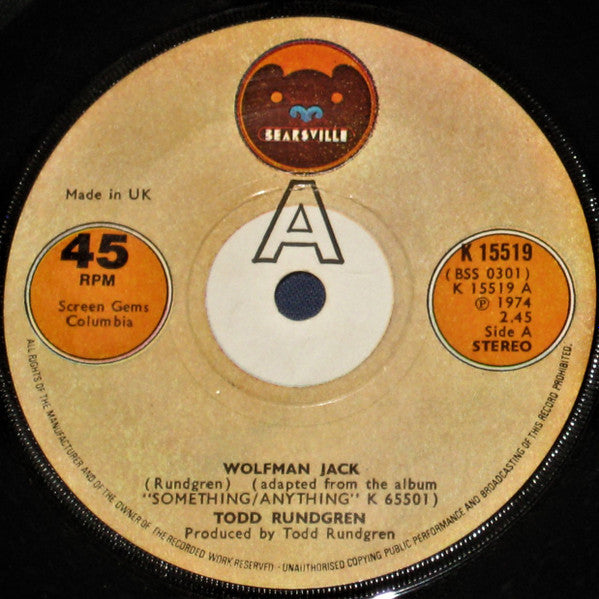 BEARSVILLE
A
Made in UK
45
RPM
Screen Gems
Columbia
K 15519
(BSS 0301)
K 15519 A
℗ 1974
2.45
Side A
STEREO
WOLFMAN JACK
(Rundgren) (adapted from the album
"SOMETHING/ANYTHING" K 65501)
TODD RUNDGREN
Produced by Todd Rundgren
ALL RIGHTS OF THE MANUFACTURER AND OF THE OWNER OF THE RECORDED WORK RESERVED - UNAUTHORISED COPYING PUBLIC PERFORMANCE AND BROADCASTING OF THIS RECORD PROHIBITED.